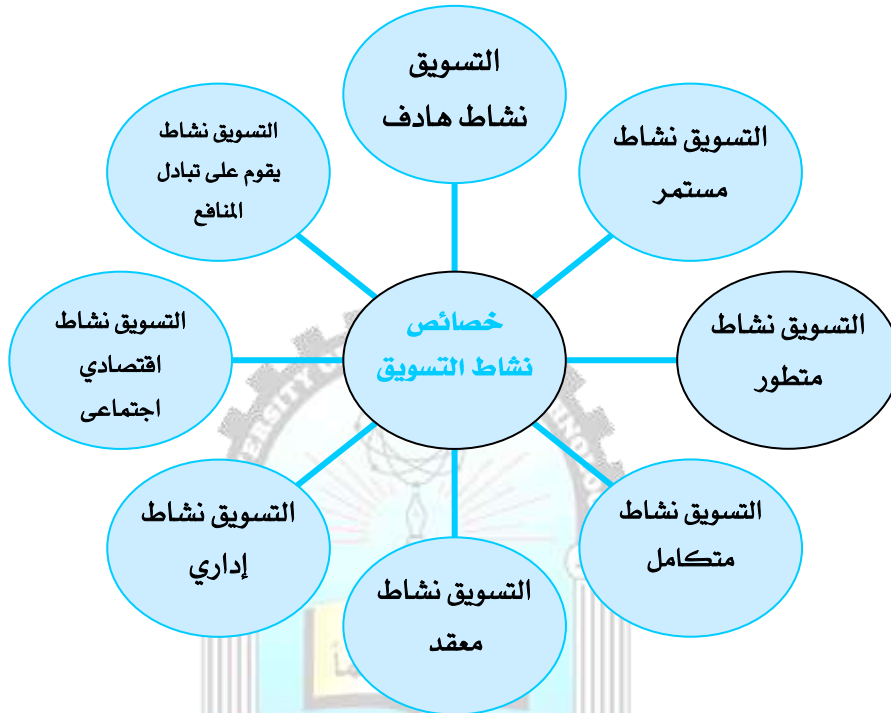 خصائص
نشاط التسويق
التسويق
نشاط هادف
التسويق نشاط
مستمر
التسويق نشاط
متطور
التسويق نشاط
متكامل
التسويق نشاط
معقد
التسويق نشاط
إداري
التسويق نشاط
اقتصادي
اجتماعى
التسويق نشاط
يقوم على تبادل
المنافع